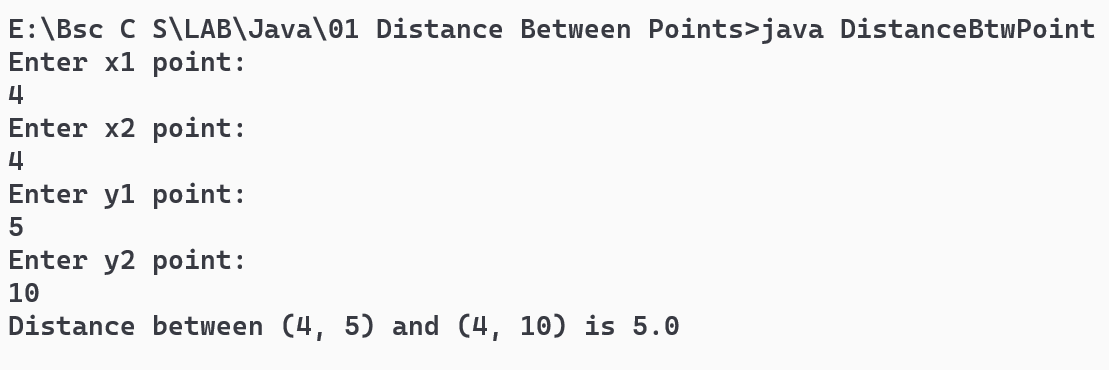 E:\Bsc C S\LAB\Java\01 Distance Between Points>java DistanceBtwPoint
Enter x1 point:
4
Enter x2 point:
4
Enter y1 point:
5
Enter y2 point:
10
Distance between (4, 5) and (4, 10) is 5.0